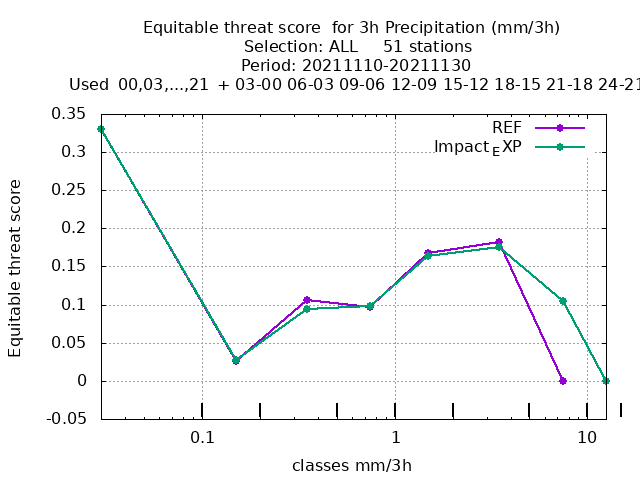 Equitable threat score  for 3h Precipitation (mm/3h)
Selection: ALL     51 stations
Period: 20211110-20211130
Used  00,03,...,21  + 03-00 06-03 09-06 12-09 15-12 18-15 21-18 24-21
0.35
0.3
0.25
0.2
0.15
0.1
0.05
0
-0.05
Equitable threat score
REF
Impact_EXP
0.1
1
10
classes mm/3h